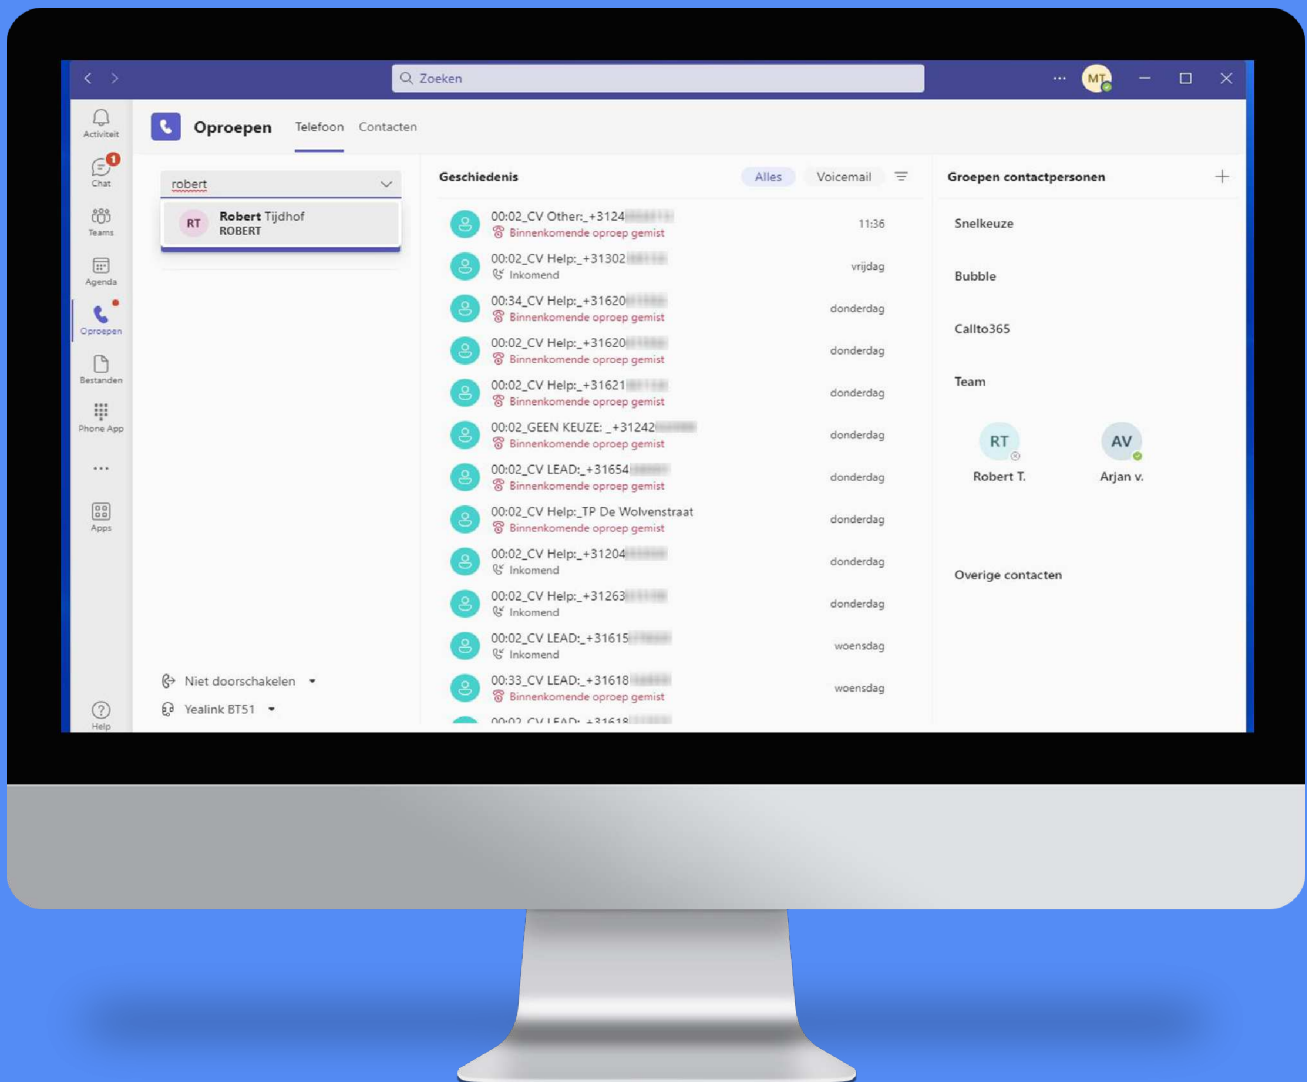 Zoeken
MT
Activiteit
1
Chat
Teams
Agenda
Oproepen
Bestanden
Phone App
Apps
Help
Oproepen
Telefoon
Contacten
robert
RT
Robert Tijdhof
ROBERT
Niet doorschakelen
Yealink BT51
Geschiedenis
Alles
Voicemail
00:02_CV Other:_+3124
11:36
Binnenkomende oproep gemist
00:02_CV Help:_+31302
vrijdag
Inkomend
00:34_CV Help:_+31620
donderdag
Binnenkomende oproep gemist
00:02_CV Help:_+31620
donderdag
Binnenkomende oproep gemist
00:02_CV Help:_+31621
donderdag
Binnenkomende oproep gemist
00:02_GEEN KEUZE: _+31242
donderdag
Binnenkomende oproep gemist
00:02_CV LEAD:_+31654
donderdag
Binnenkomende oproep gemist
00:02_CV Help:_TP De Wolvenstraat
donderdag
Binnenkomende oproep gemist
00:02_CV Help:_+31204
donderdag
Inkomend
00:02_CV Help:_+31263
donderdag
Inkomend
00:02_CV LEAD:_+31615
woensdag
Inkomend
00:33_CV LEAD:_+31618
woensdag
Binnenkomende oproep gemist
00:02_CV LEAD:_+31618
Groepen contactpersonen
Snelkeuze
Bubble
Callto365
Team
RT
AV
Robert T.
Arjan v.
Overige contacten